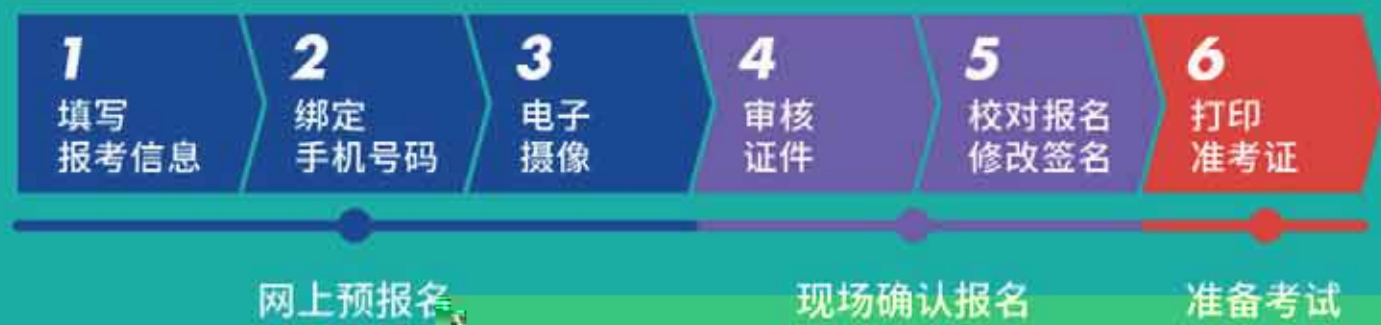 1
填写
报考信息
2
绑定
手机号码
3
电子
摄像
4
审核
证件
5
校对报名
修改签名
6
打印
准考证
网上预报名
现场确认报名
准备考试